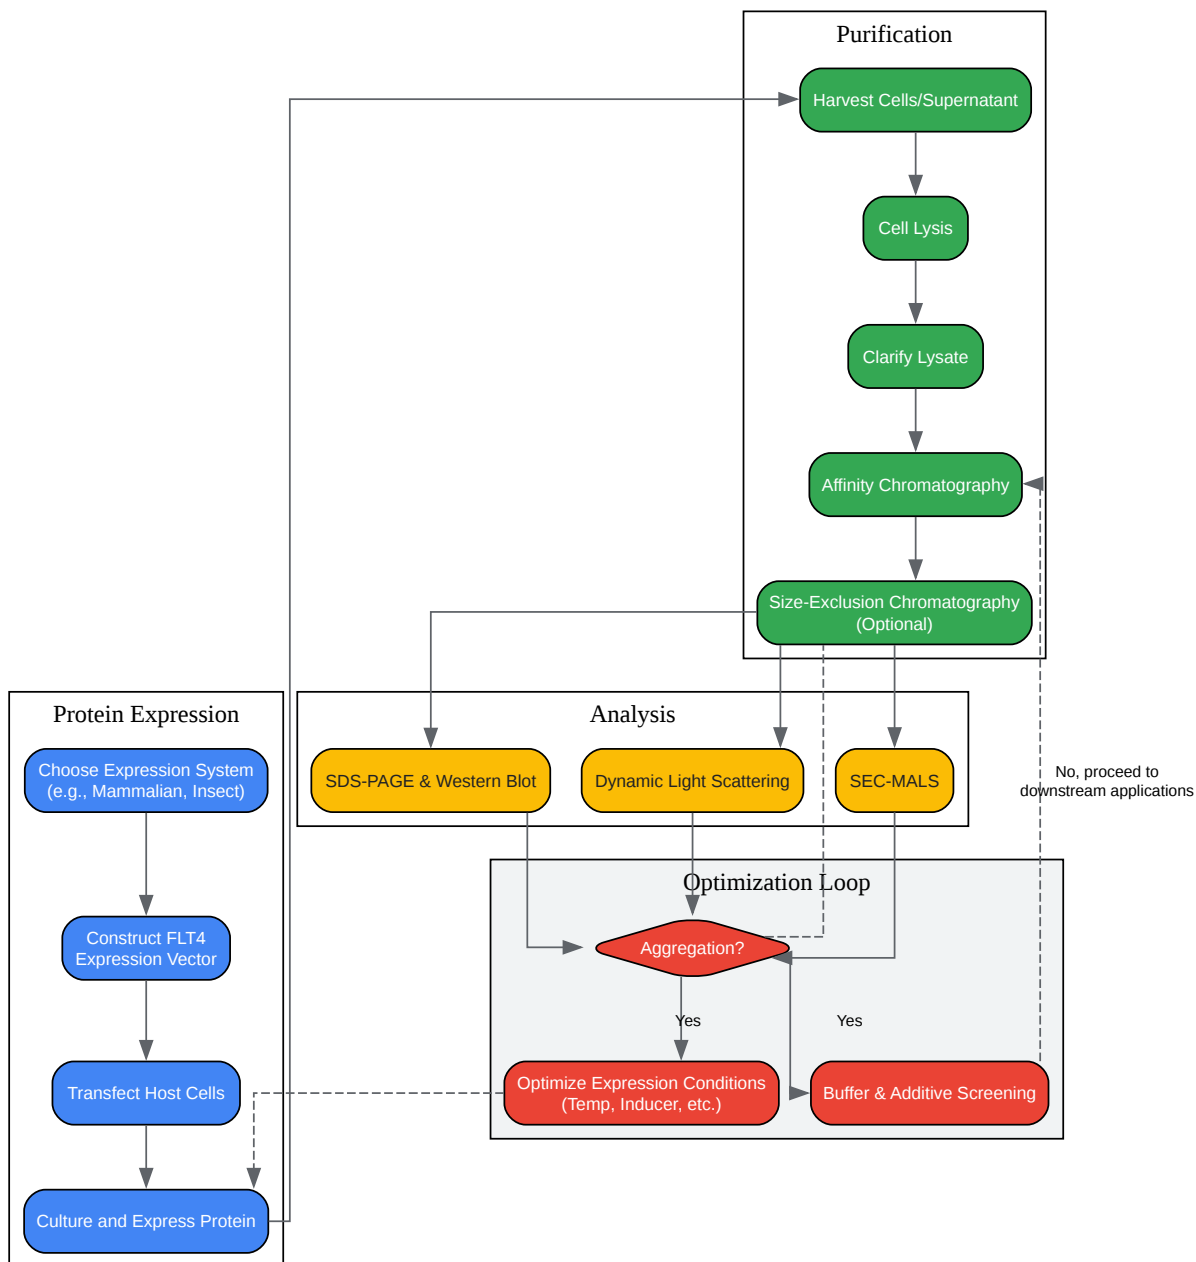 Purification
Harvest Cells/Supernatant
Cell Lysis
Clarify Lysate
Affinity Chromatography
Size-Exclusion Chromatography
(Optional)
Protein Expression
Choose Expression System
(e.g., Mammalian, Insect)
Construct FLT4
Expression Vector
Transfect Host Cells
Culture and Express Protein
Analysis
SDS-PAGE & Western Blot
Dynamic Light Scattering
SEC-MALS
No, proceed to
downstream applications
Optimization Loop
Aggregation?
Yes
Yes
Optimize Expression Conditions
(Temp, Inducer, etc.)
Buffer & Additive Screening